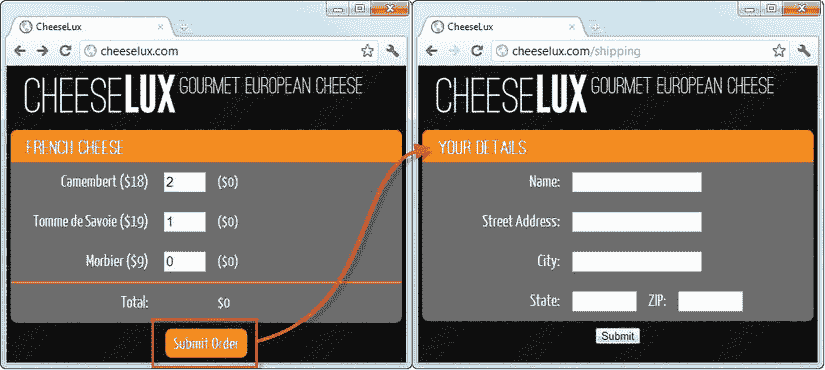 CheeseLux
cheeselux.com
CHEESELUX GOURMET EUROPEAN CHEESE
FRENCH CHEESE
Camembert ($18) 2 ($0)
Tomme de Savoie ($19) 1 ($0)
Morbier ($9) 0 ($0)
Total: $0
Submit Order
CheeseLux
cheeselux.com/shipping
CHEESELUX GOURMET EUROPEAN CHEESE
YOUR DETAILS
Name:
Street Address:
City:
State: ZIP:
Submit